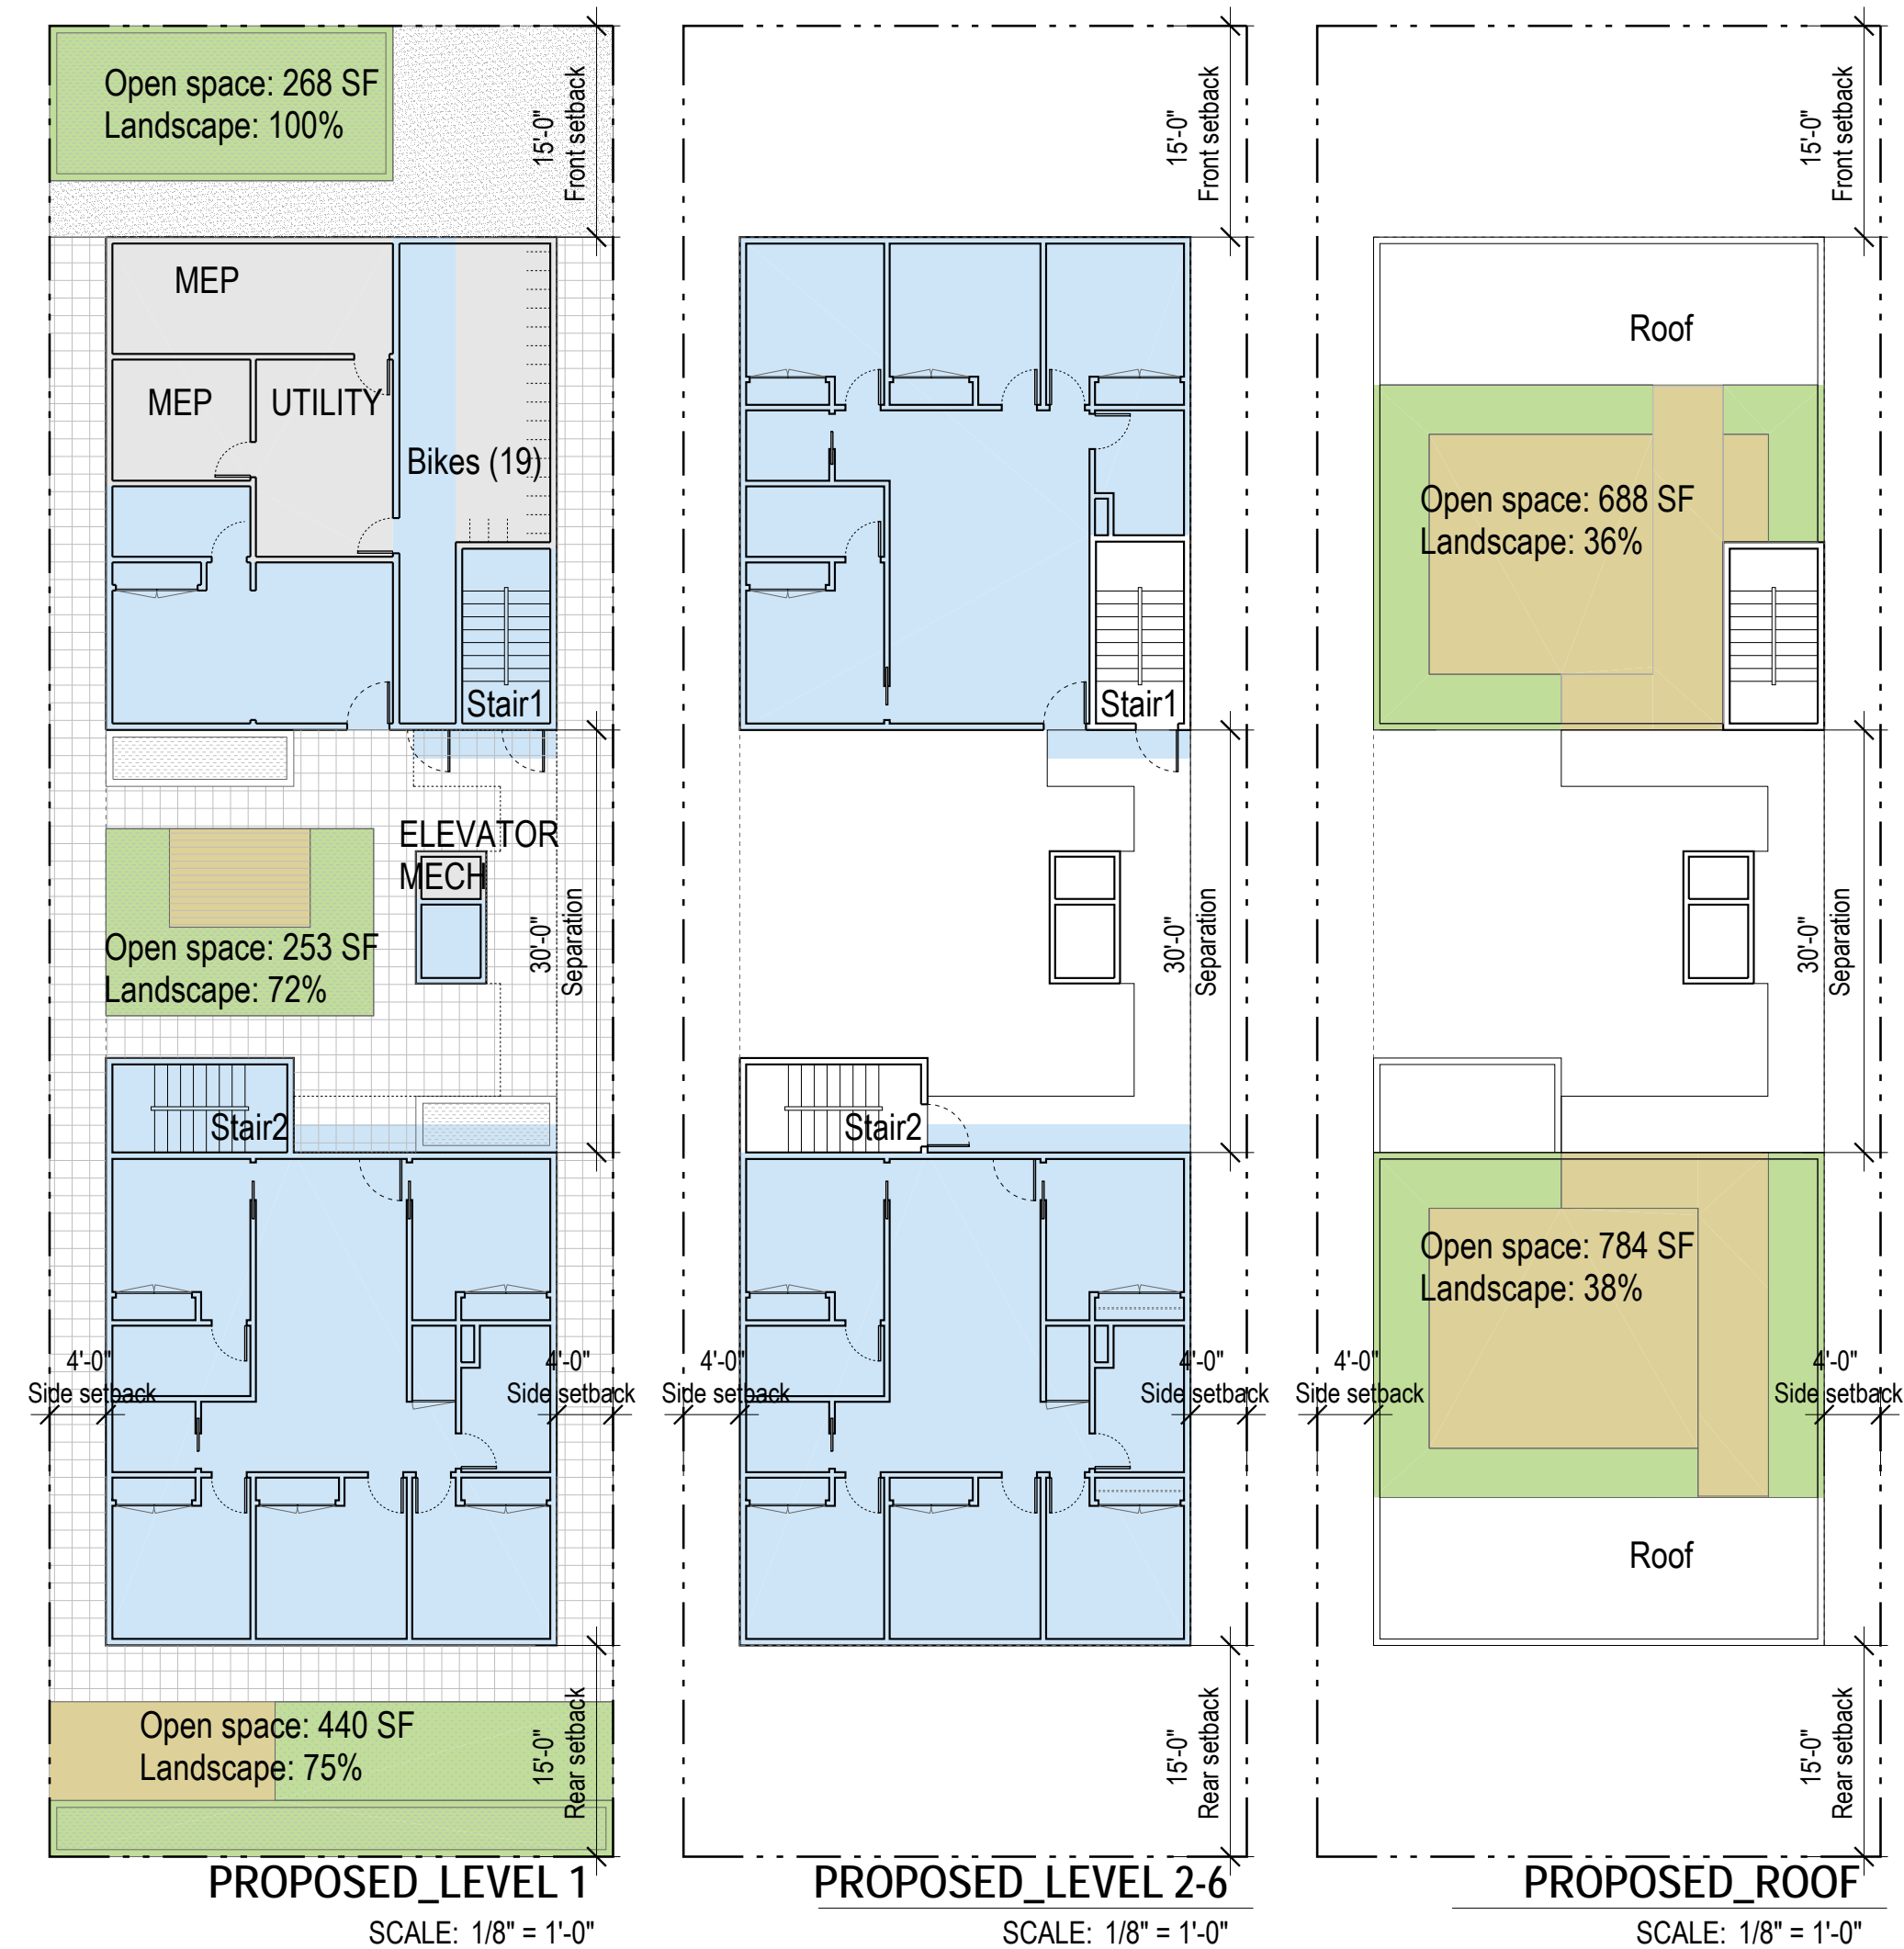 Open space: 268 SF
Landscape: 100%
15'-0"
Front setback
MEP
MEP
UTILITY
Bikes (19)
Stair1
ELEVATOR
MECH
Open space: 253 SF
Landscape: 72%
30'-0"
Separation
Stair2
4'-0"
Side setback
4'-0"
Side setback
Open space: 440 SF
Landscape: 75%
15'-0"
Rear setback
PROPOSED_LEVEL 1
SCALE: 1/8" = 1'-0"
15'-0"
Front setback
Stair1
30'-0"
Separation
Stair2
4'-0"
Side setback
4'-0"
Side setback
15'-0"
Rear setback
PROPOSED_LEVEL 2-6
SCALE: 1/8" = 1'-0"
15'-0"
Front setback
Roof
Open space: 688 SF
Landscape: 36%
30'-0"
Separation
Open space: 784 SF
Landscape: 38%
4'-0"
Side setback
4'-0"
Side setback
Roof
15'-0"
Rear setback
PROPOSED_ROOF
SCALE: 1/8" = 1'-0"